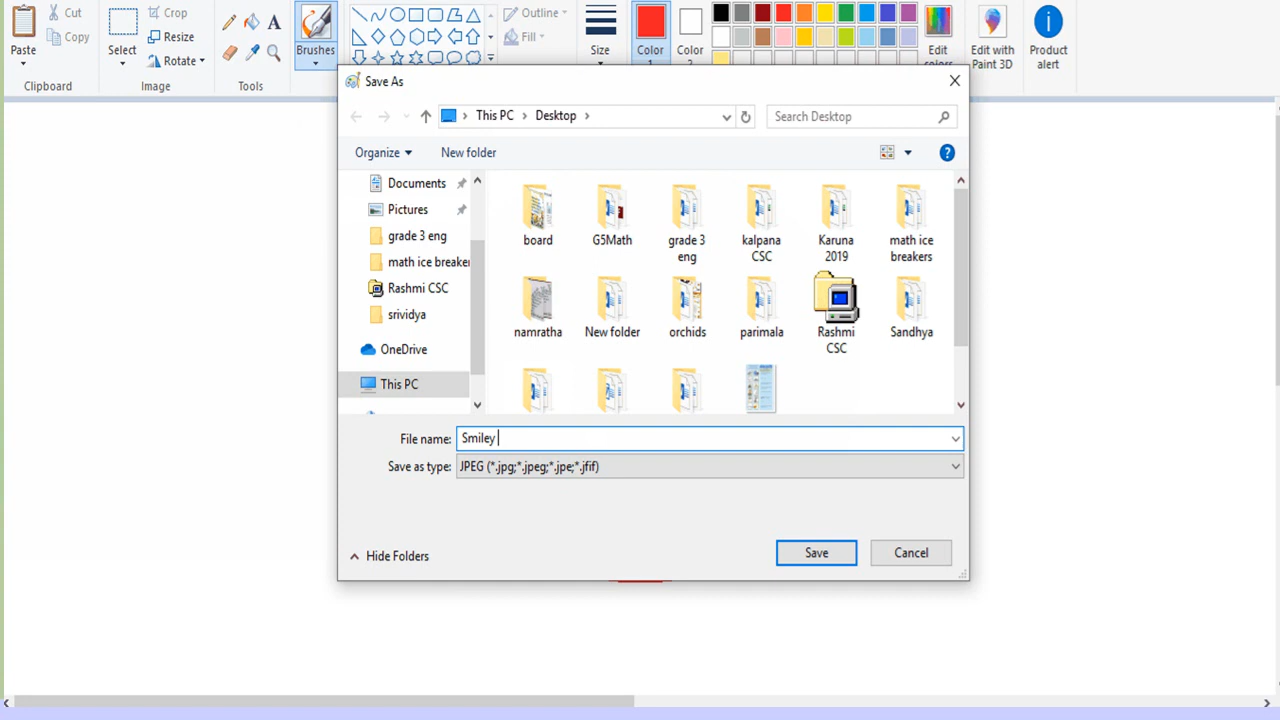 Paste
Cut
Copy
Clipboard
Select
Crop
Resize
Rotate
Image
A
Tools
Brushes
Outline
Fill
Size
Color
1
Color
2
Edit
colors
Edit with
Paint 3D
Product
alert
Save As
This PC
Desktop
Search Desktop
Organize
New folder
Documents
Pictures
grade 3 eng
math ice breaker
Rashmi CSC
srividya
OneDrive
This PC
board
G5Math
grade 3
eng
kalpana
CSC
Karuna
2019
math ice
breakers
namratha
New folder
orchids
parimala
Rashmi
CSC
Sandhya
File name: Smiley
Save as type: JPEG (*.jpg;*.jpeg;*.jpe;*.jfif)
Hide Folders
Save
Cancel